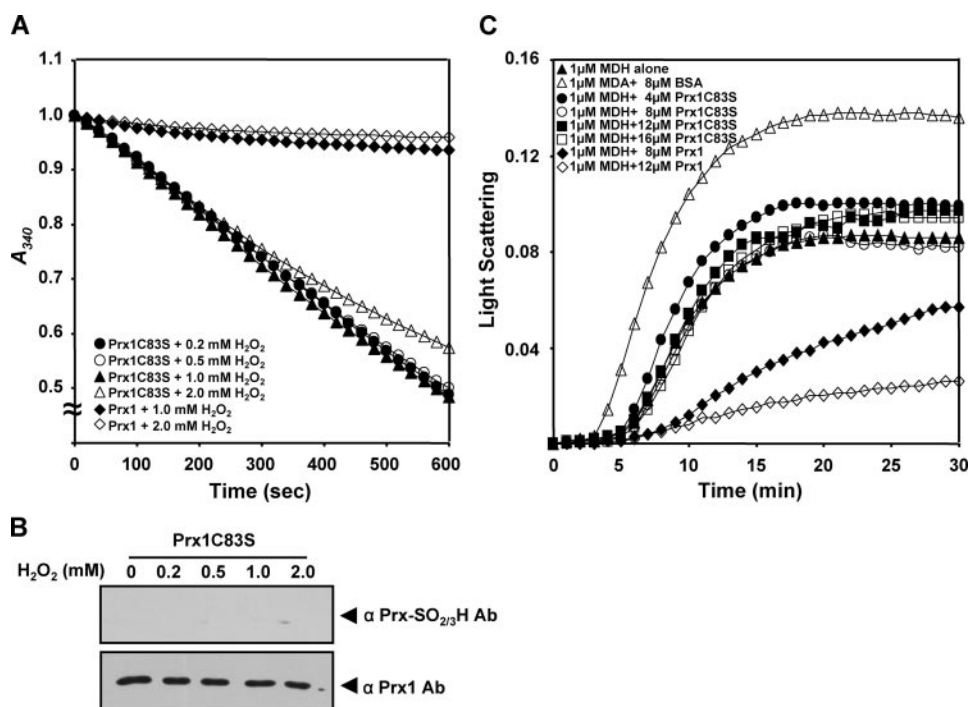 A
1.1
1.0
0.9
0.8
0.7
0.6
0.5
A340
Prx1C83S + 0.2 mM H2O2
Prx1C83S + 0.5 mM H2O2
Prx1C83S + 1.0 mM H2O2
Prx1C83S + 2.0 mM H2O2
Prx1 + 1.0 mM H2O2
Prx1 + 2.0 mM H2O2
0 100 200 300 400 500 600
Time (sec)
B
Prx1C83S
H2O2 (mM) 0 0.2 0.5 1.0 2.0
α Prx-SO2/3H Ab
α Prx1 Ab
C
0.16
0.12
0.08
0.04
Light Scattering
1μM MDH alone
1μM MDA+ 8μM BSA
1μM MDH+ 4μM Prx1C83S
1μM MDH+ 8μM Prx1C83S
1μM MDH+12μM Prx1C83S
1μM MDH+16μM Prx1C83S
1μM MDH+ 8μM Prx1
1μM MDH+12μM Prx1
0 5 10 15 20 25 30
Time (min)